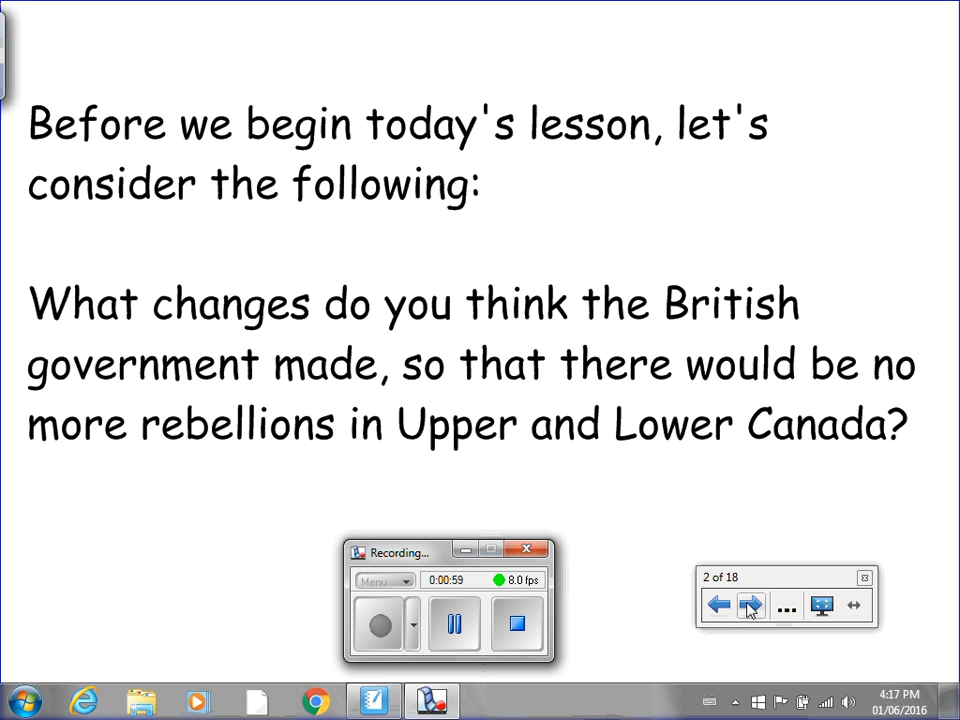 Before we begin today's lesson, let's
consider the following:
What changes do you think the British
government made, so that there would be no
more rebellions in Upper and Lower Canada?
Recording...
Menu
0:00:59
8.0 fps
2 of 18
...
4:17 PM
01/06/2016